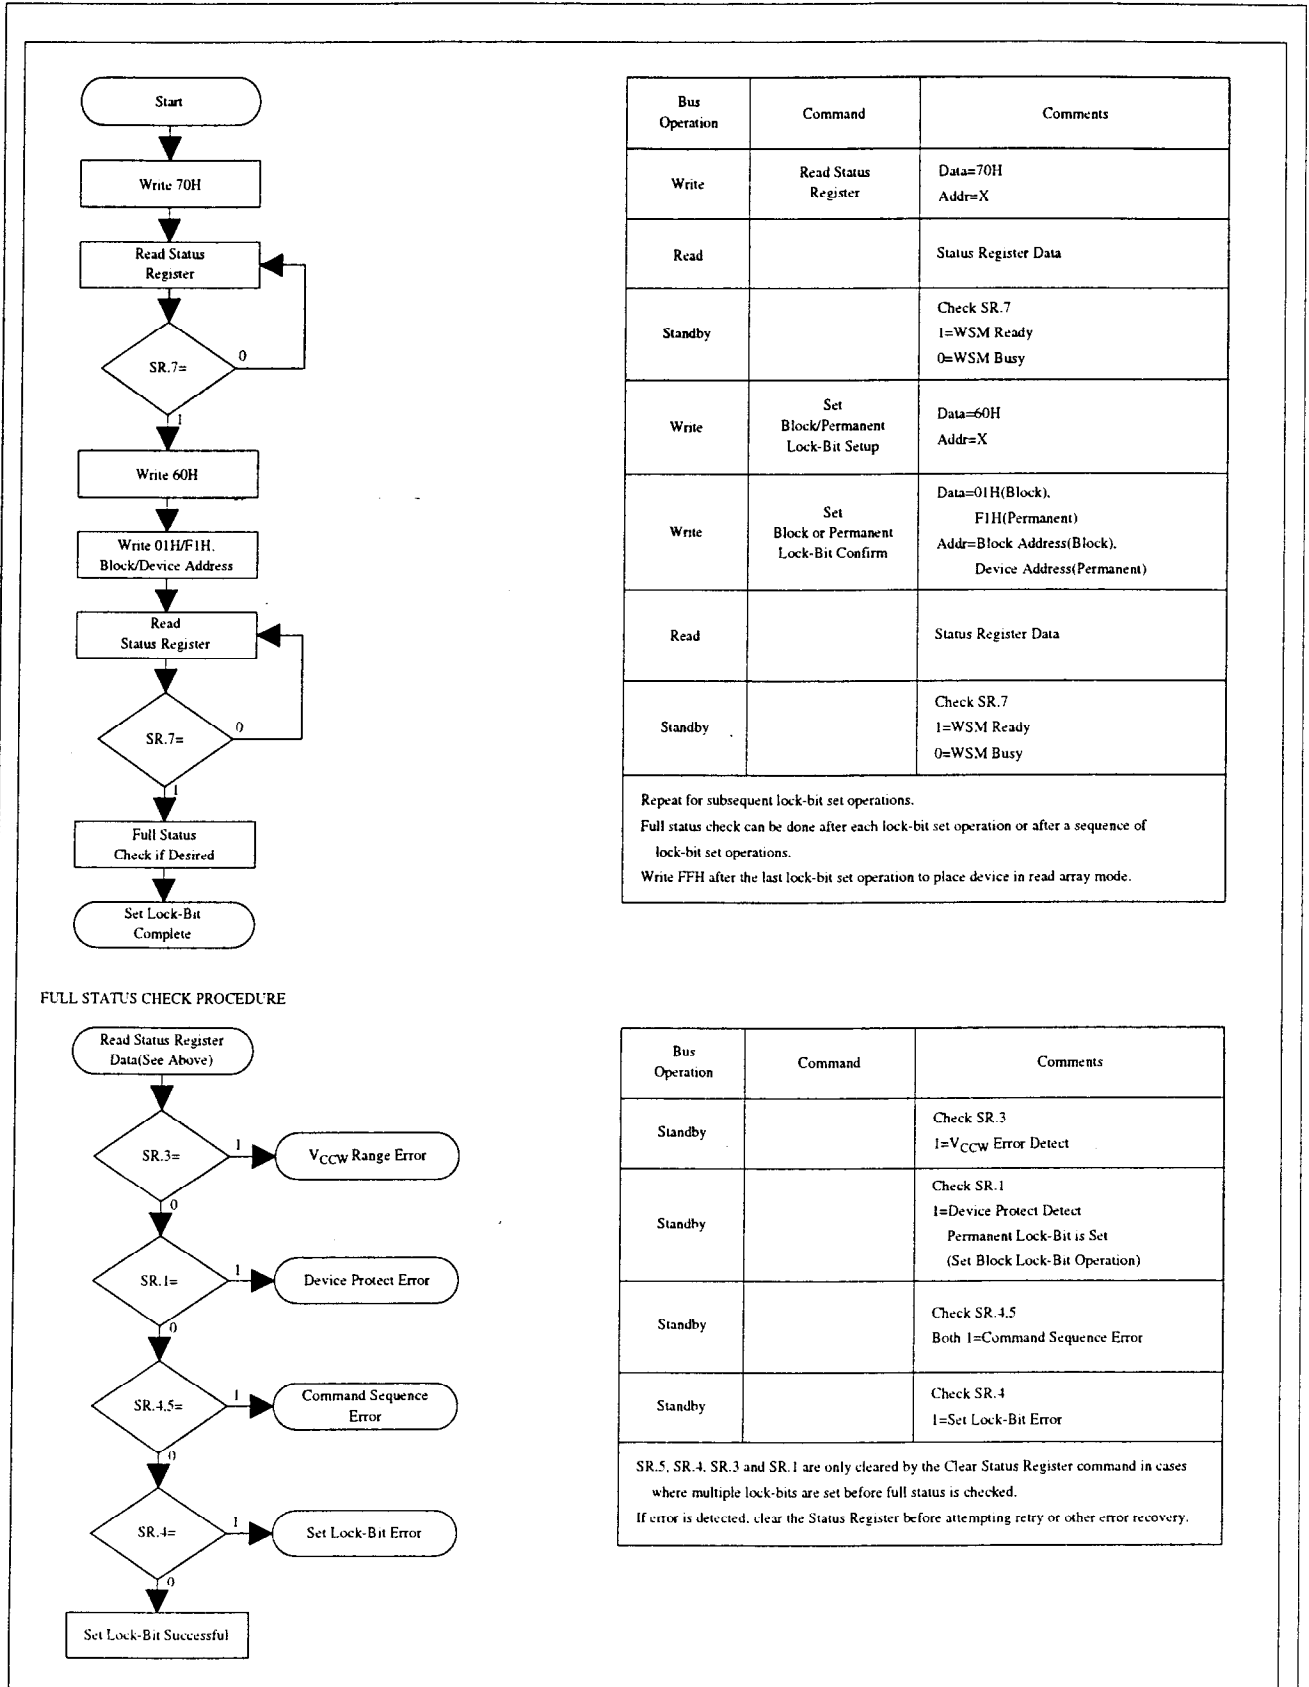 Start
Write 70H
Read Status
Register
SR.7=
0
1
Write 60H
Write 01H/F1H,
Block/Device Address
Read
Status Register
SR.7=
0
1
Full Status
Check if Desired
Set Lock-Bit
Complete
Bus
Operation
Command
Comments
Write
Read Status
Register
Data=70H
Addr=X
Read
Status Register Data
Standby
Check SR.7
1=WSM Ready
0=WSM Busy
Write
Set
Block/Permanent
Lock-Bit Setup
Data=60H
Addr=X
Write
Set
Block or Permanent
Lock-Bit Confirm
Data=01H(Block),
F1H(Permanent)
Addr=Block Address(Block),
Device Address(Permanent)
Read
Status Register Data
Standby
Check SR.7
1=WSM Ready
0=WSM Busy
Repeat for subsequent lock-bit set operations.
Full status check can be done after each lock-bit set operation or after a sequence of
lock-bit set operations.
Write FFH after the last lock-bit set operation to place device in read array mode.
FULL STATUS CHECK PROCEDURE
Read Status Register
Data(See Above)
SR.3=
1
VCCW Range Error
0
SR.1=
1
Device Protect Error
0
SR.4,5=
1
Command Sequence
Error
0
SR.4=
1
Set Lock-Bit Error
0
Set Lock-Bit Successful
Bus
Operation
Command
Comments
Standby
Check SR.3
1=VCCW Error Detect
Standby
Check SR.1
1=Device Protect Detect
Permanent Lock-Bit is Set
(Set Block Lock-Bit Operation)
Standby
Check SR.4,5
Both 1=Command Sequence Error
Standby
Check SR.4
1=Set Lock-Bit Error
SR.5, SR.4, SR.3 and SR.1 are only cleared by the Clear Status Register command in cases
where multiple lock-bits are set before full status is checked.
If error is detected, clear the Status Register before attempting retry or other error recovery.